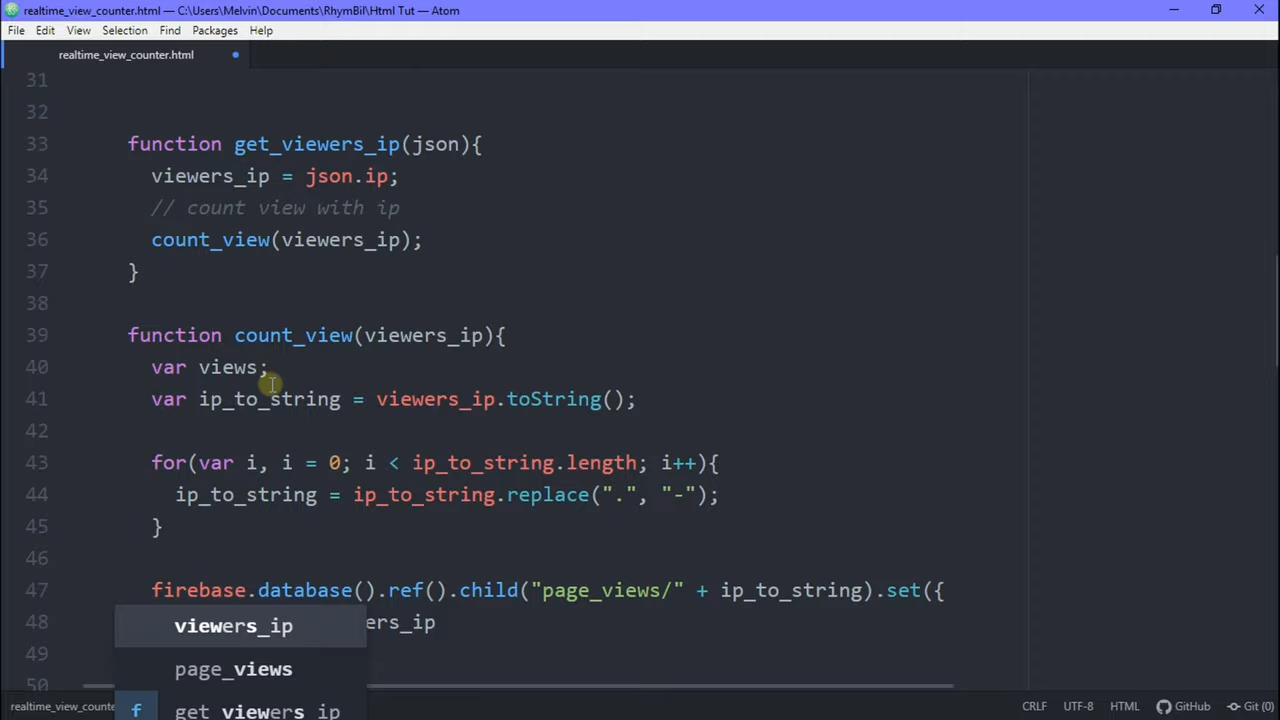 realtime_view_counter.html — C:\Users\Melvin\Documents\RhymBil\Html Tut — Atom
File Edit View Selection Find Packages Help
realtime_view_counter.html
31
32
33 function get_viewers_ip(json){
34 viewers_ip = json.ip;
35 // count view with ip
36 count_view(viewers_ip);
37 }
38
39 function count_view(viewers_ip){
40 var views;
41 var ip_to_string = viewers_ip.toString();
42
43 for(var i, i = 0; i < ip_to_string.length; i++){
44 ip_to_string = ip_to_string.replace(".", "-");
45 }
46
47 firebase.database().ref().child("page_views/" + ip_to_string).set({
48 ers_ip
viewers_ip
49
page_views
50
f get_viewers_ip
realtime_view_counte CRLF UTF-8 HTML GitHub Git (0)